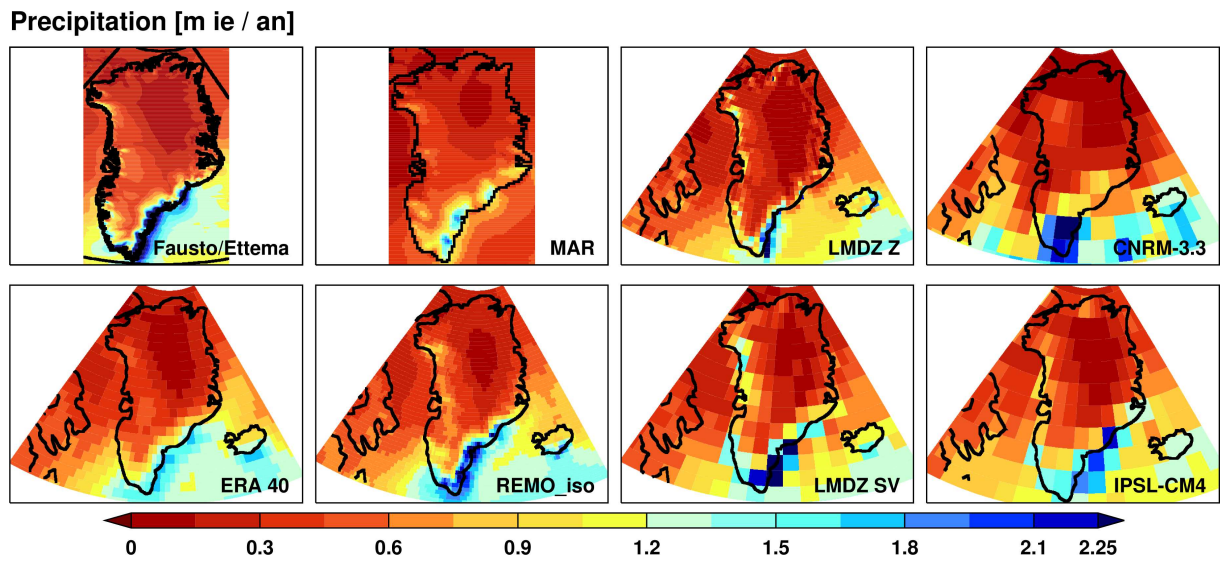 Precipitation [m ie / an]
Fausto/Ettema
MAR
LMDZ Z
CNRM-3.3
ERA 40
REMO_iso
LMDZ SV
IPSL-CM4
0 0.3 0.6 0.9 1.2 1.5 1.8 2.1 2.25